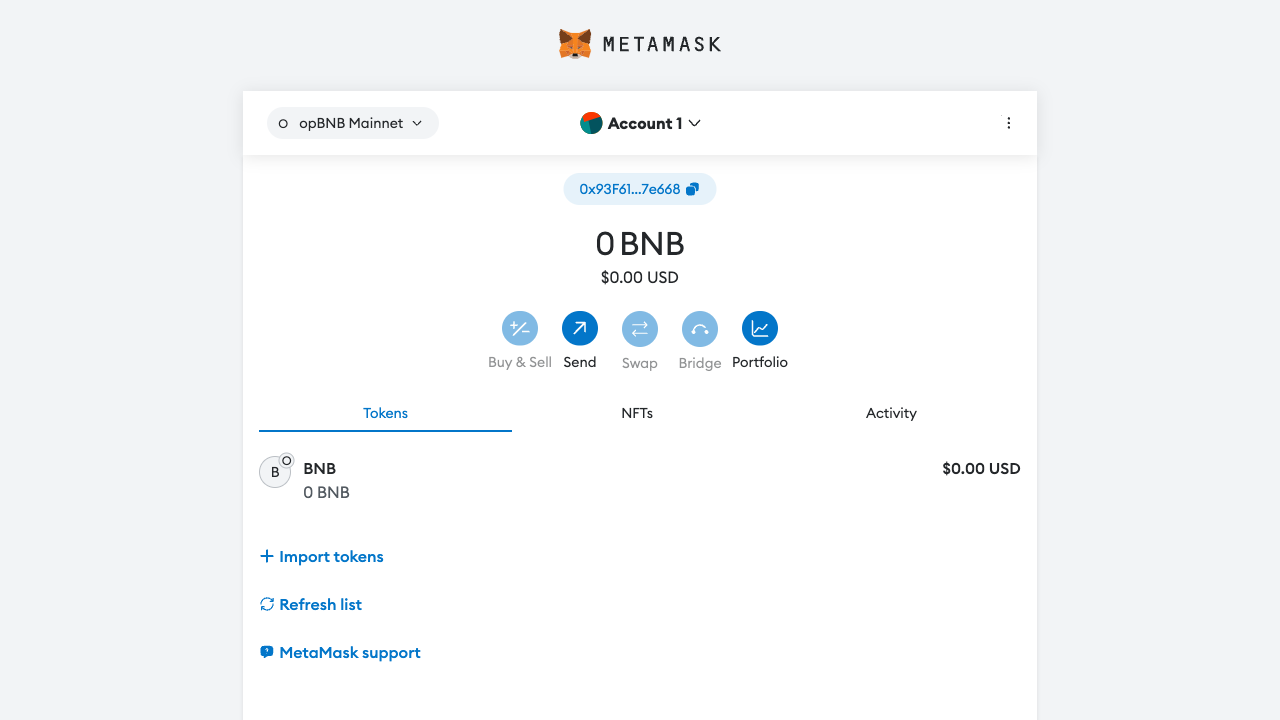 METAMASK
opBNB Mainnet
Account 1
0x93F61...7e668
0 BNB
$0.00 USD
Buy & Sell
Send
Swap
Bridge
Portfolio
Tokens
NFTs
Activity
B
BNB
$0.00 USD
0 BNB
Import tokens
Refresh list
MetaMask support